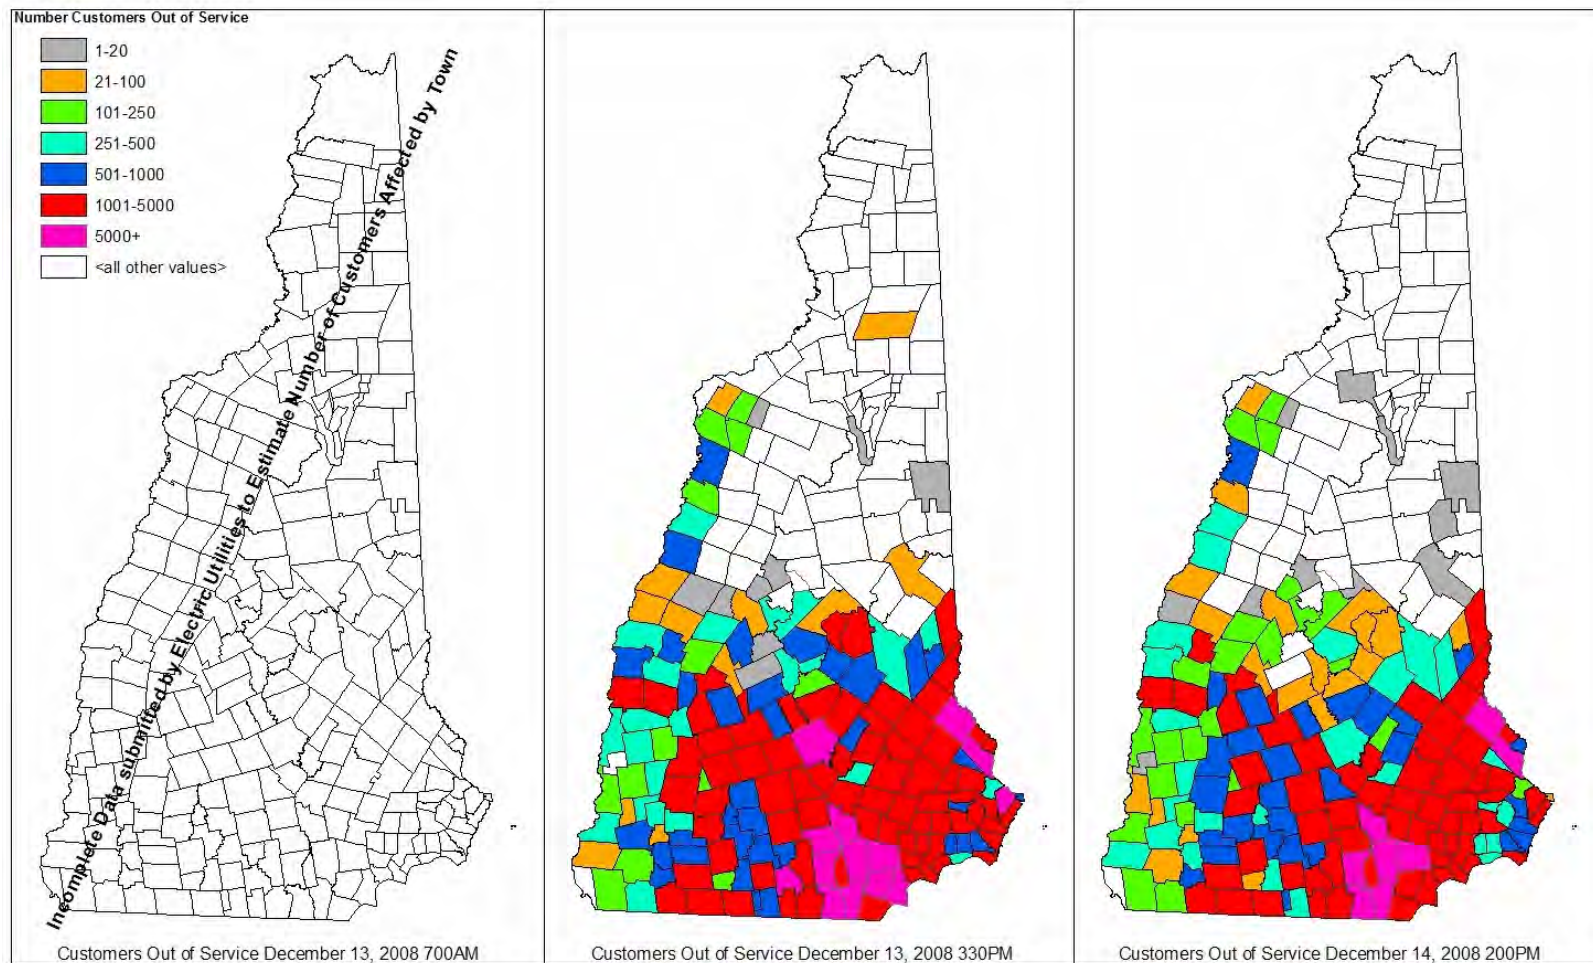 Number Customers Out of Service
1-20
21-100
101-250
251-500
501-1000
1001-5000
5000+
<all other values>
Incomplete Data submitted by Electric Utilities to Estimate Number of Customers Affected by Town
Customers Out of Service December 13, 2008 700AM
Customers Out of Service December 13, 2008 330PM
Customers Out of Service December 14, 2008 200PM